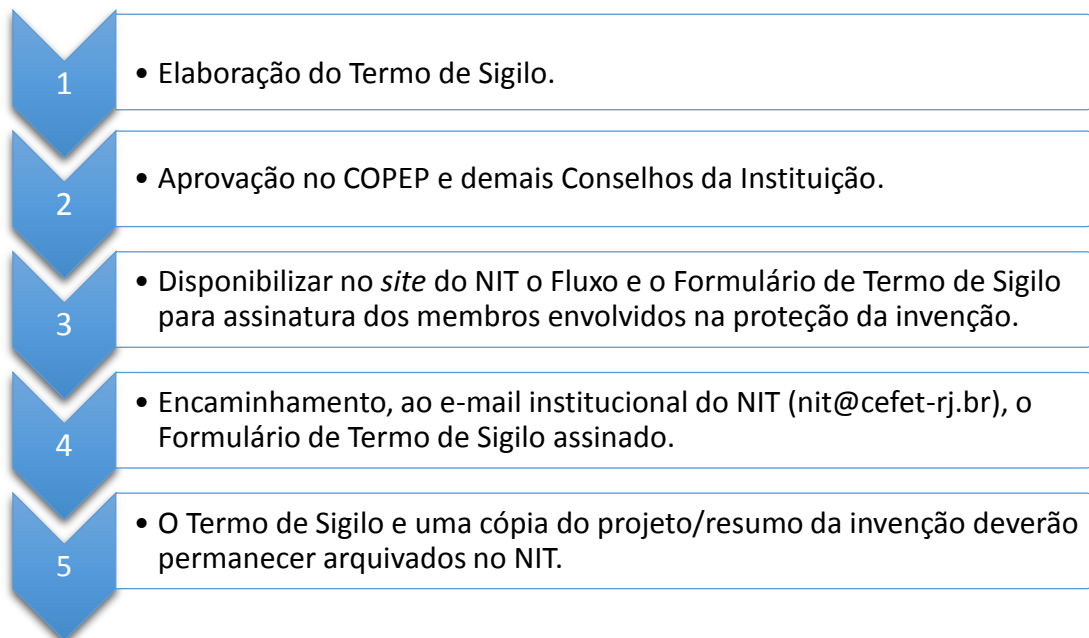 1
• Elaboração do Termo de Sigilo.
2
• Aprovação no COPEP e demais Conselhos da Instituição.
3
• Disponibilizar no site do NIT o Fluxo e o Formulário de Termo de Sigilo
para assinatura dos membros envolvidos na proteção da invenção.
4
• Encaminhamento, ao e-mail institucional do NIT (nit@cefet-rj.br), o
Formulário de Termo de Sigilo assinado.
5
• O Termo de Sigilo e uma cópia do projeto/resumo da invenção deverão
permanecer arquivados no NIT.